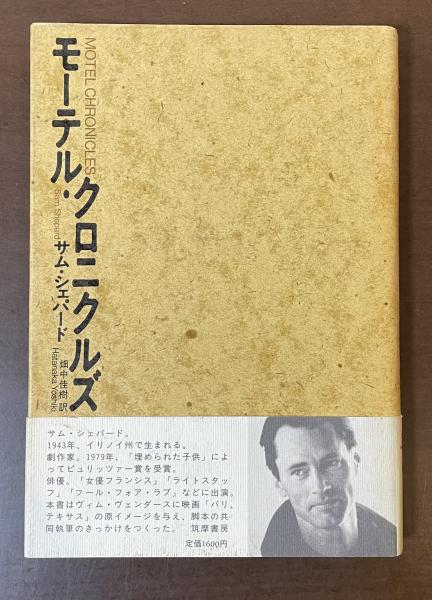 MOTEL CHRONICLES
モーテル・クロニクルズ
Sam Shepard
サム・シェパード
畑中佳樹 訳
Hatanaka Yoshiki
サム・シェパード。
1943年、イリノイ州で生まれる。
劇作家。1979年、「埋められた子供」によ
ってピュリッツァー賞を受賞。
俳優。「女優フランシス」「ライトスタッ
フ」「フール・フォア・ラブ」などに出演。
本書はヴィム・ヴェンダースに映画「パリ、
テキサス」の原イメージを与え、脚本の共
同執筆のきっかけをつくった。 筑摩書房
定価1600円